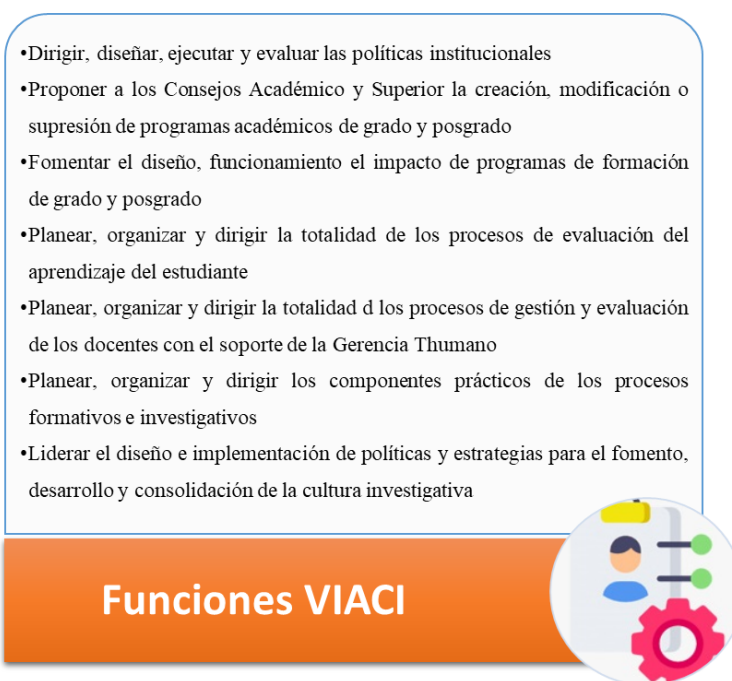 •Dirigir, diseñar, ejecutar y evaluar las políticas institucionales
•Proponer a los Consejos Académico y Superior la creación, modificación o
supresión de programas académicos de grado y posgrado
•Fomentar el diseño, funcionamiento el impacto de programas de formación
de grado y posgrado
•Planear, organizar y dirigir la totalidad de los procesos de evaluación del
aprendizaje del estudiante
•Planear, organizar y dirigir la totalidad d los procesos de gestión y evaluación
de los docentes con el soporte de la Gerencia Thumano
•Planear, organizar y dirigir los componentes prácticos de los procesos
formativos e investigativos
•Liderar el diseño e implementación de políticas y estrategias para el fomento,
desarrollo y consolidación de la cultura investigativa
Funciones VIACI